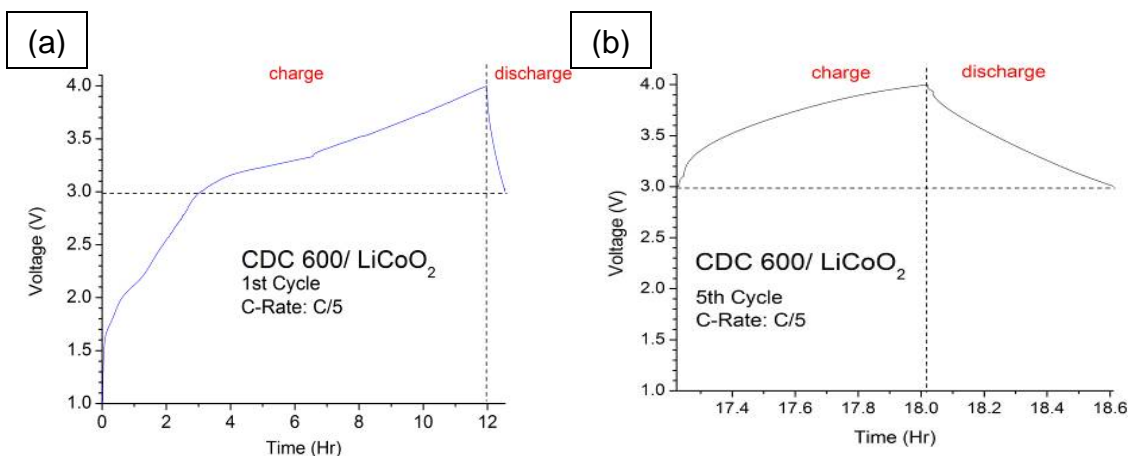 (a)
charge discharge
4.0
3.5
3.0
2.5
2.0
1.5
1.0
Voltage (V)
CDC 600/ LiCoO₂
1st Cycle
C-Rate: C/5
0 2 4 6 8 10 12
Time (Hr)
(b)
charge discharge
4.0
3.5
3.0
2.5
2.0
1.5
1.0
Voltage (V)
CDC 600/ LiCoO₂
5th Cycle
C-Rate: C/5
17.4 17.6 17.8 18.0 18.2 18.4 18.6
Time (Hr)